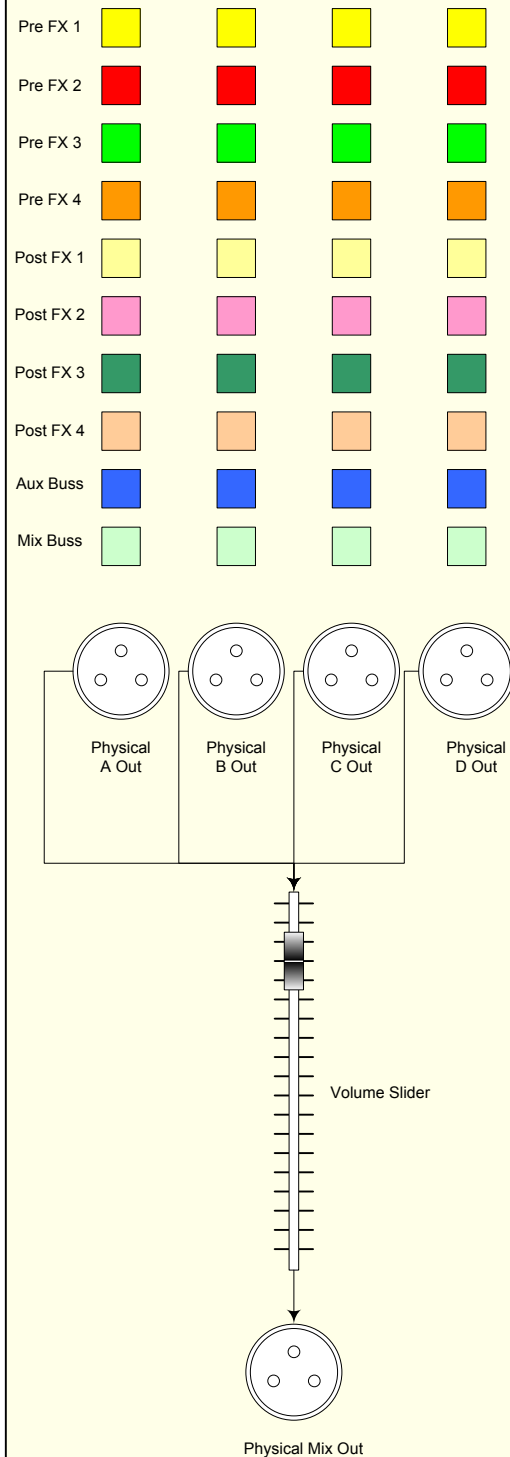 Pre FX 1
Pre FX 2
Pre FX 3
Pre FX 4
Post FX 1
Post FX 2
Post FX 3
Post FX 4
Aux Buss
Mix Buss
Physical
A Out
Physical
B Out
Physical
C Out
Physical
D Out
Volume Slider
Physical Mix Out